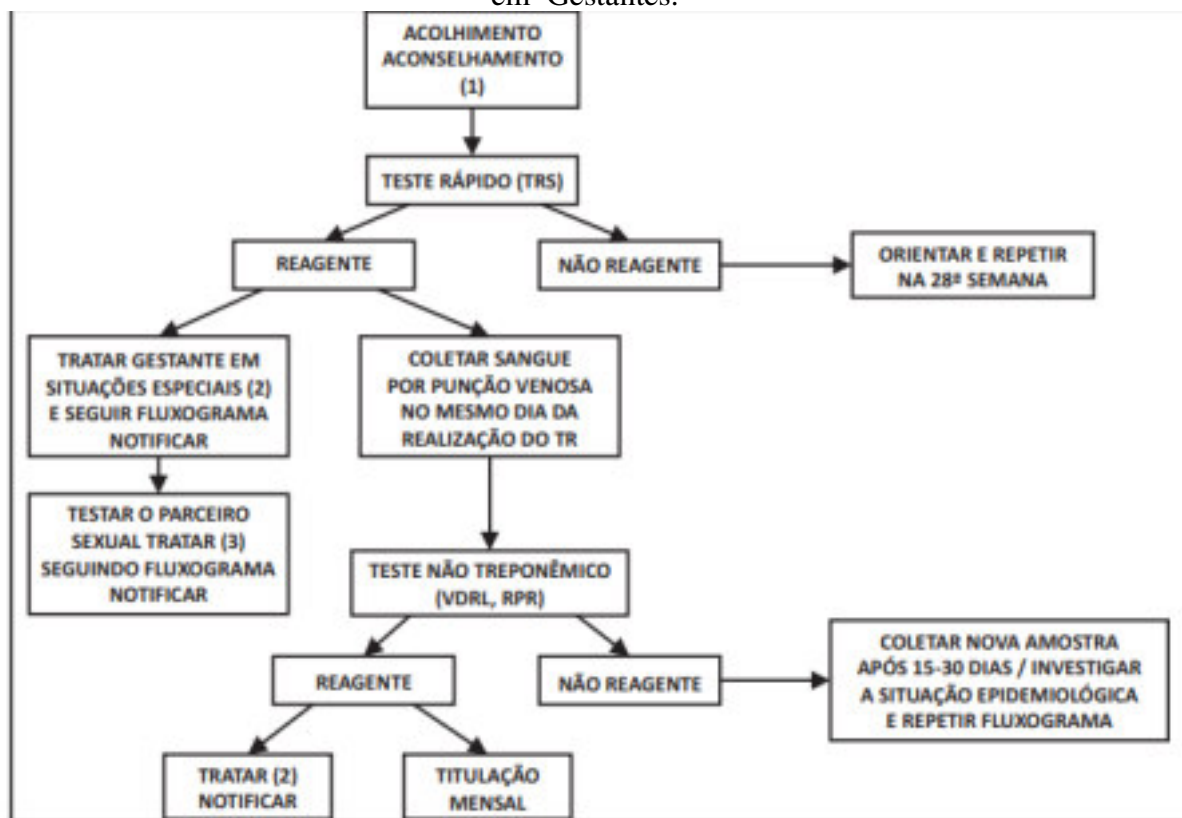 em Gestantes.
ACOLHIMENTO
ACONSELHAMENTO
(1)
TESTE RÁPIDO (TRS)
REAGENTE
NÃO REAGENTE
ORIENTAR E REPETIR
NA 28ª SEMANA
TRATAR GESTANTE EM
SITUAÇÕES ESPECIAIS (2)
E SEGUIR FLUXOGRAMA
NOTIFICAR
COLETAR SANGUE
POR PUNÇÃO VENOSA
NO MESMO DIA DA
REALIZAÇÃO DO TR
TESTAR O PARCEIRO
SEXUAL TRATAR (3)
SEGUINDO FLUXOGRAMA
NOTIFICAR
TESTE NÃO TREPONÊMICO
(VDRL, RPR)
REAGENTE
NÃO REAGENTE
COLETAR NOVA AMOSTRA
APÓS 15-30 DIAS / INVESTIGAR
A SITUAÇÃO EPIDEMIOLÓGICA
E REPETIR FLUXOGRAMA
TRATAR (2)
NOTIFICAR
TITULAÇÃO
MENSAL